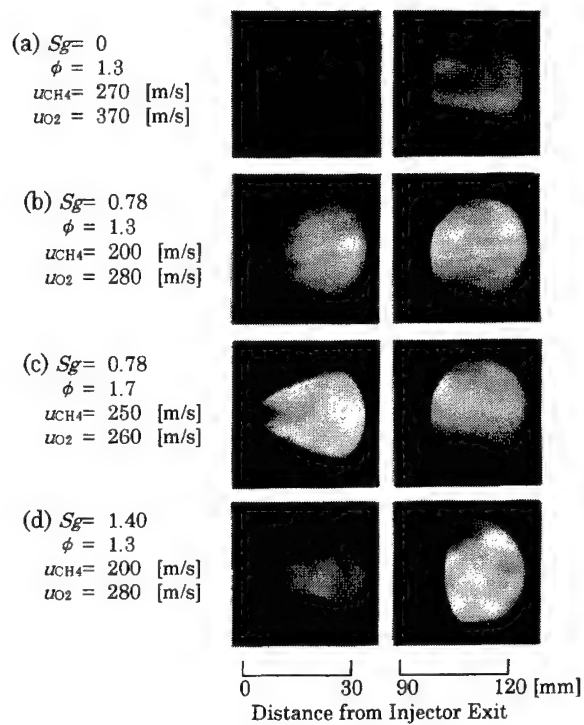 (a) Sg= 0
ϕ = 1.3
uCH4= 270 [m/s]
uO2 = 370 [m/s]
(b) Sg= 0.78
ϕ = 1.3
uCH4= 200 [m/s]
uO2 = 280 [m/s]
(c) Sg= 0.78
ϕ = 1.7
uCH4= 250 [m/s]
uO2 = 260 [m/s]
(d) Sg= 1.40
ϕ = 1.3
uCH4= 200 [m/s]
uO2 = 280 [m/s]
0 30 90 120 [mm]
Distance from Injector Exit